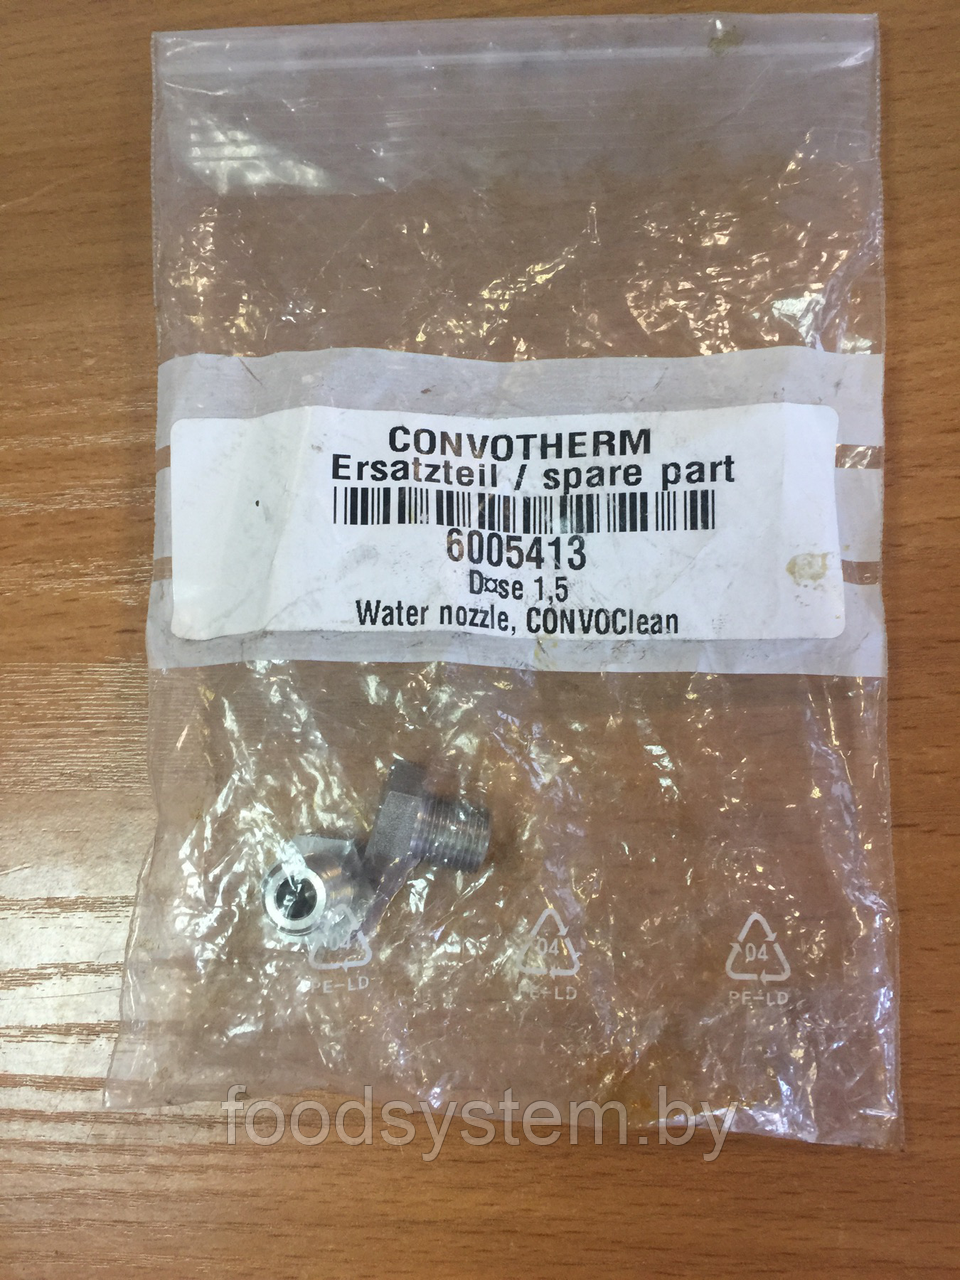 CONVOTHERM
Ersatzteil / spare part
6005413
D¤se 1,5
Water nozzle, CONVOClean
04
PE-LD
04
PE-LD
04
PE-LD
foodsystem.by